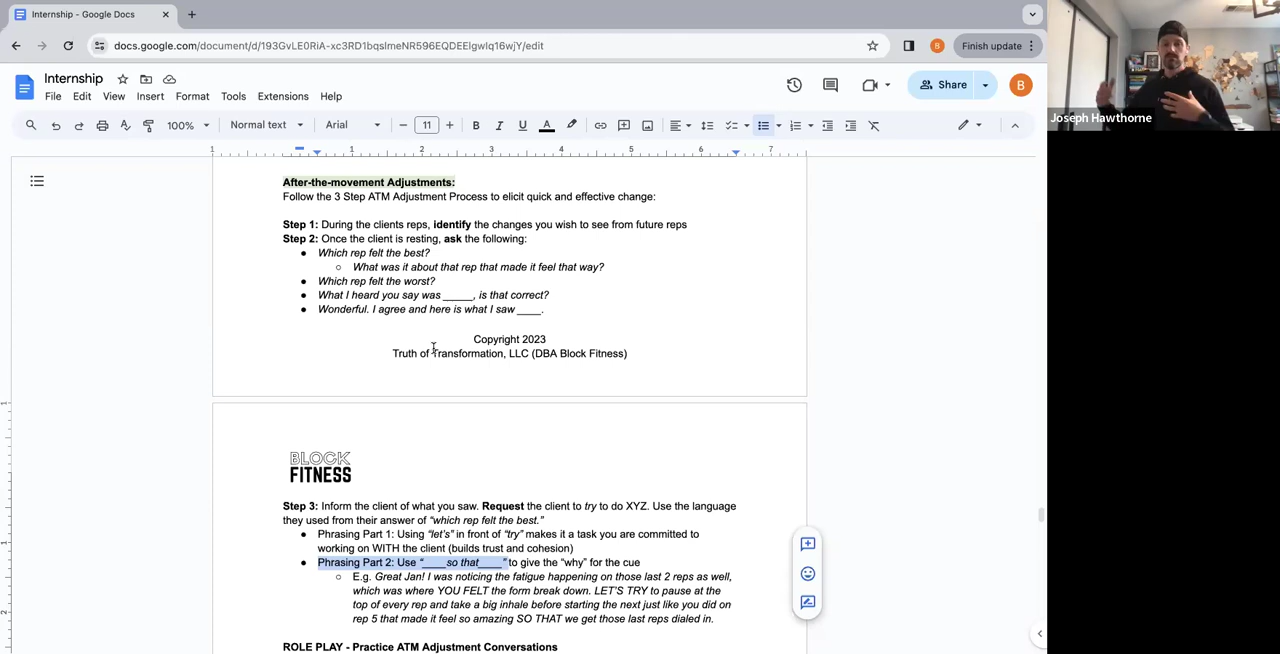 Internship - Google Docs
docs.google.com/document/d/193GvLE0RiA-xc3RD1bqsImeNR596EQDEElgwlq16wjY/edit
B
Finish update
Internship
File Edit View Insert Format Tools Extensions Help
Share
B
100% Normal text Arial 11 B I U A
1 1 2 3 4 5 6 7
Joseph Hawthorne
After-the-movement Adjustments:
Follow the 3 Step ATM Adjustment Process to elicit quick and effective change:
Step 1: During the clients reps, identify the changes you wish to see from future reps
Step 2: Once the client is resting, ask the following:
● Which rep felt the best?
○ What was it about that rep that made it feel that way?
● Which rep felt the worst?
● What I heard you say was _____, is that correct?
● Wonderful. I agree and here is what I saw ____.
Copyright 2023
Truth of Transformation, LLC (DBA Block Fitness)
BLOCK
FITNESS
Step 3: Inform the client of what you saw. Request the client to try to do XYZ. Use the language
they used from their answer of “which rep felt the best.”
● Phrasing Part 1: Using “let’s” in front of “try” makes it a task you are committed to
working on WITH the client (builds trust and cohesion)
● Phrasing Part 2: Use “____so that____” to give the “why” for the cue
○ E.g. Great Jan! I was noticing the fatigue happening on those last 2 reps as well,
which was where YOU FELT the form break down. LET’S TRY to pause at the
top of every rep and take a big inhale before starting the next just like you did on
rep 5 that made it feel so amazing SO THAT we get those last reps dialed in.
ROLE PLAY - Practice ATM Adjustment Conversations